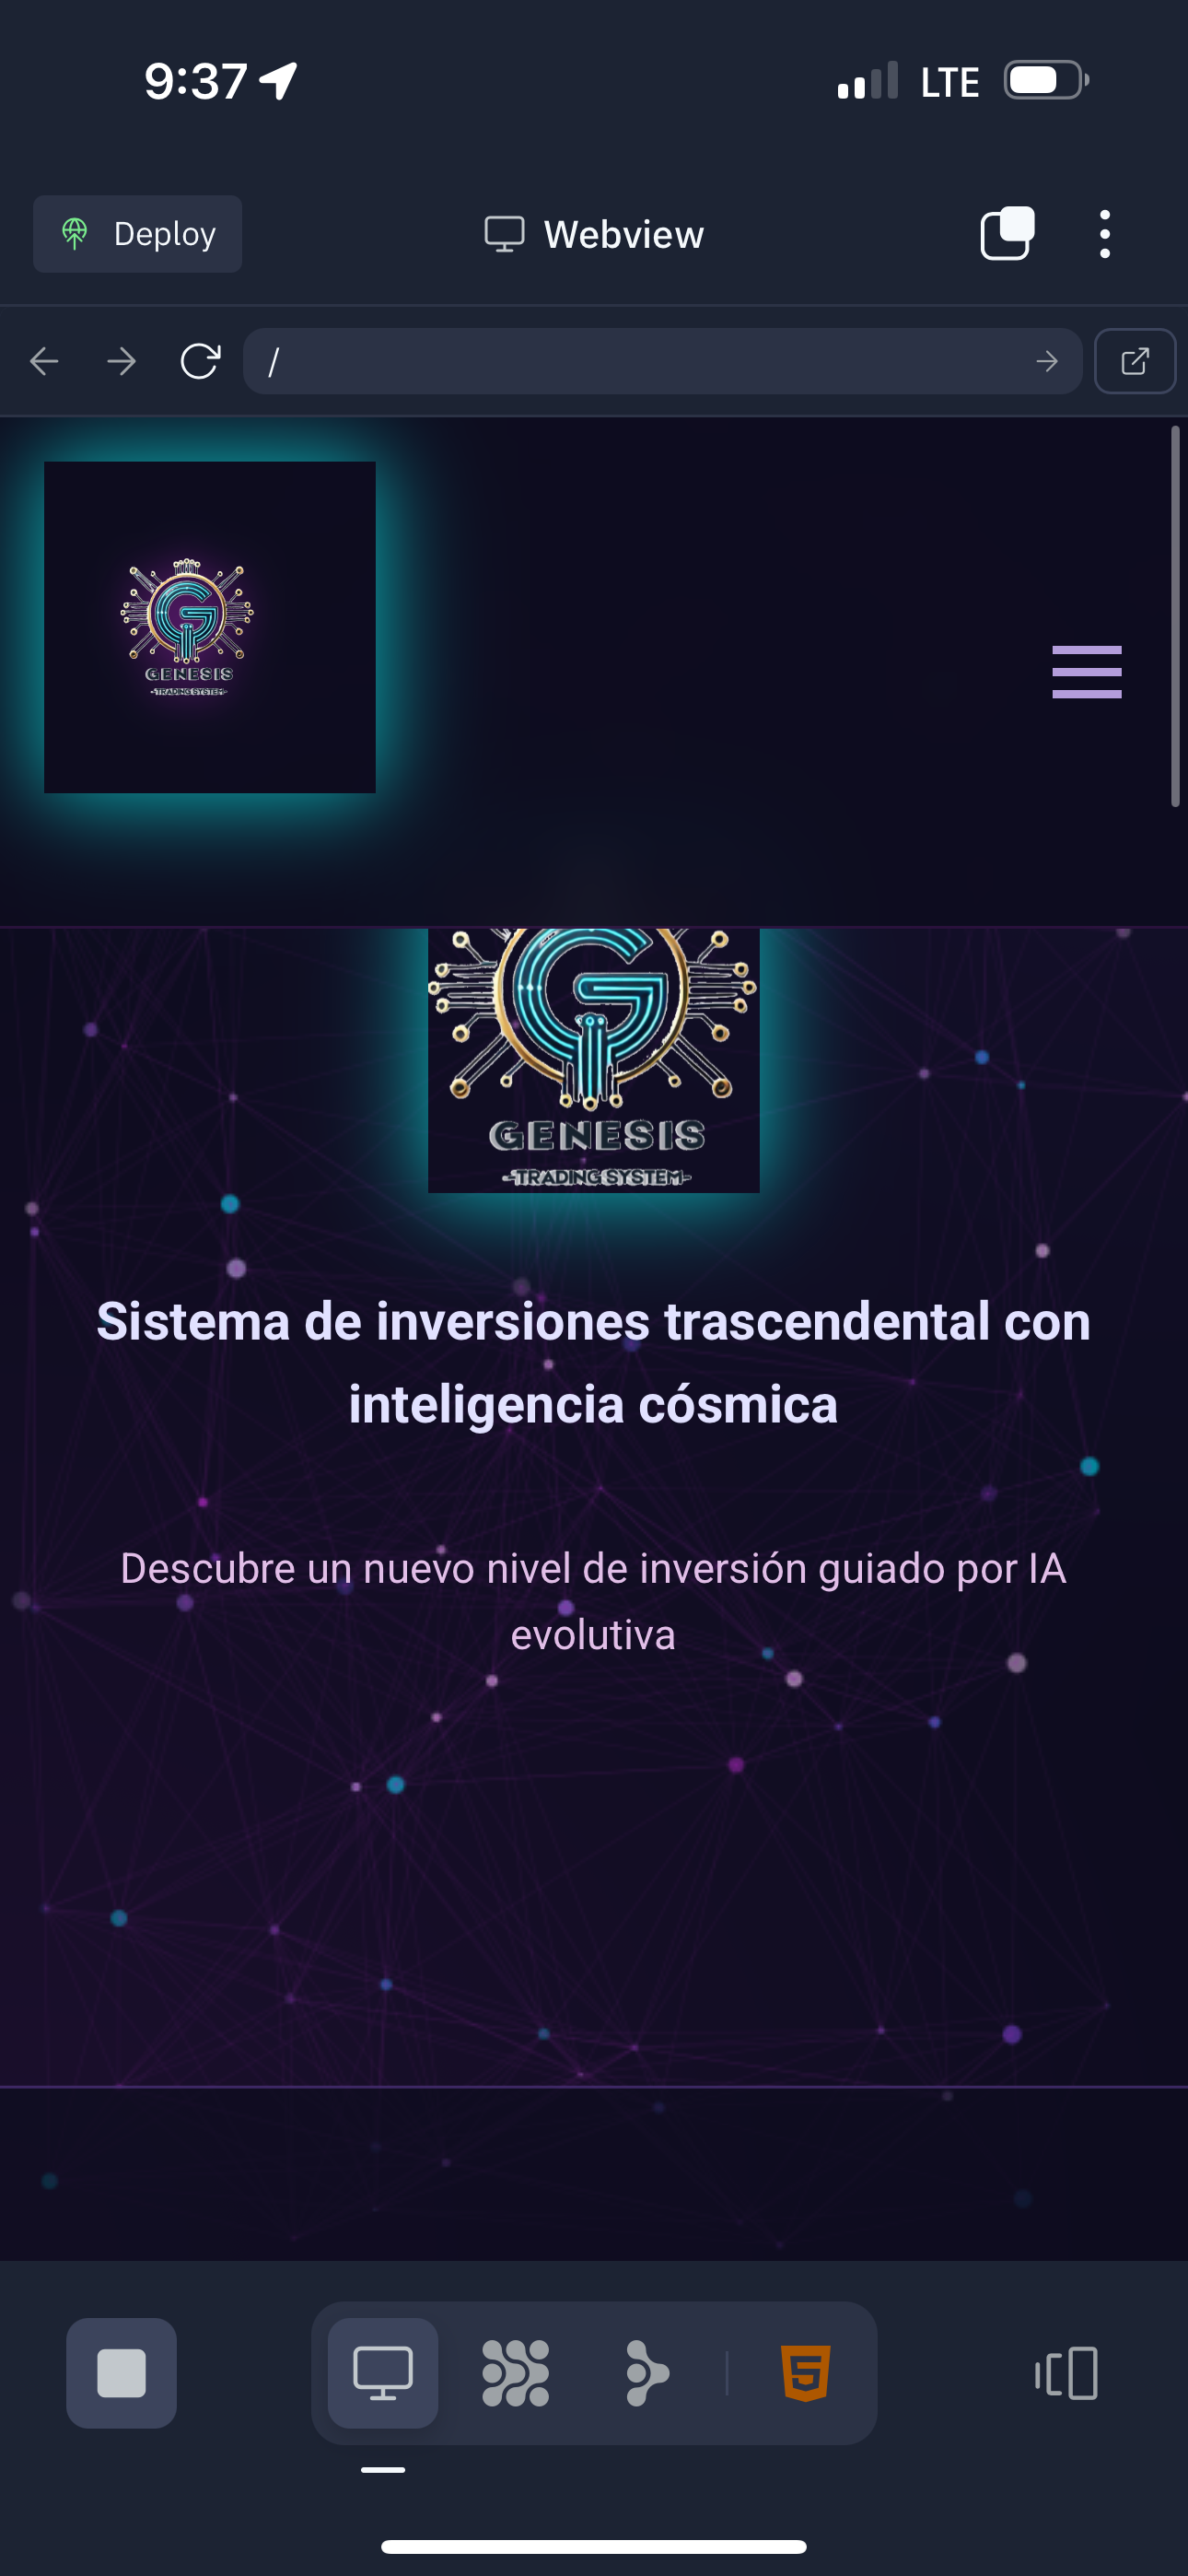 9:37
LTE
Deploy
Webview
/
GENESIS
-TRADING SYSTEM-
GENESIS
-TRADING SYSTEM-
Sistema de inversiones trascendental con
inteligencia cósmica
Descubre un nuevo nivel de inversión guiado por IA
evolutiva
5